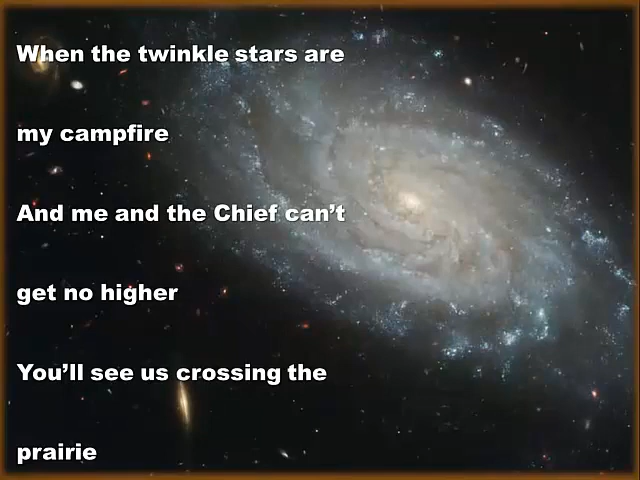 When the twinkle stars are
my campfire
And me and the Chief can’t
get no higher
You’ll see us crossing the
prairie